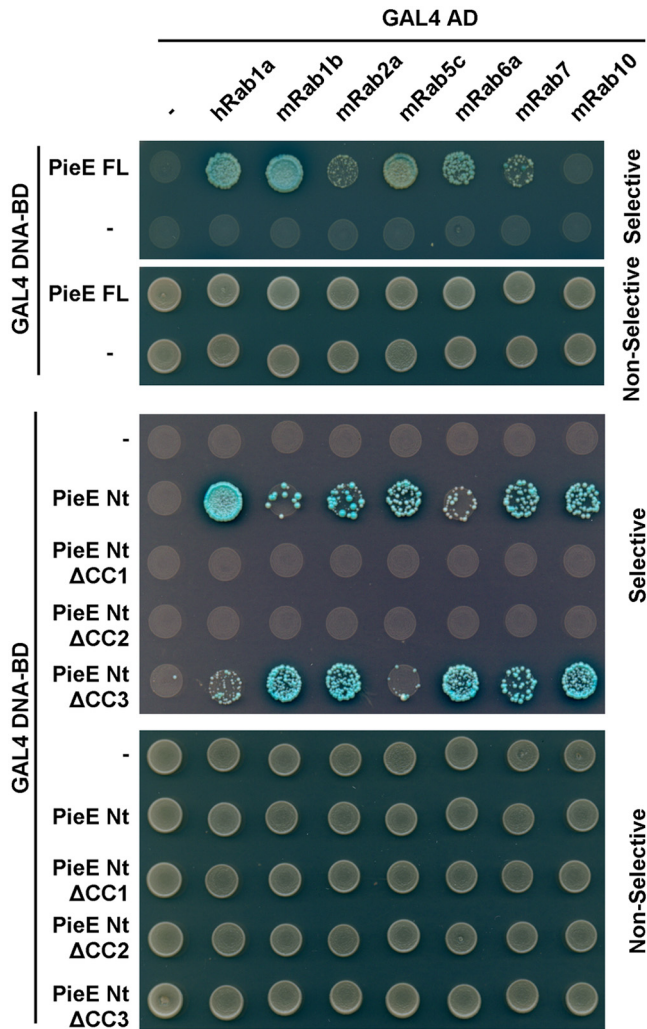 GAL4 AD
-
hRab1a
mRab1b
mRab2a
mRab5c
mRab6a
mRab7
mRab10
GAL4 DNA-BD
PieE FL
-
Selective
PieE FL
-
Non-Selective
GAL4 DNA-BD
-
PieE Nt
PieE Nt
ΔCC1
PieE Nt
ΔCC2
PieE Nt
ΔCC3
Selective
-
PieE Nt
PieE Nt
ΔCC1
PieE Nt
ΔCC2
PieE Nt
ΔCC3
Non-Selective